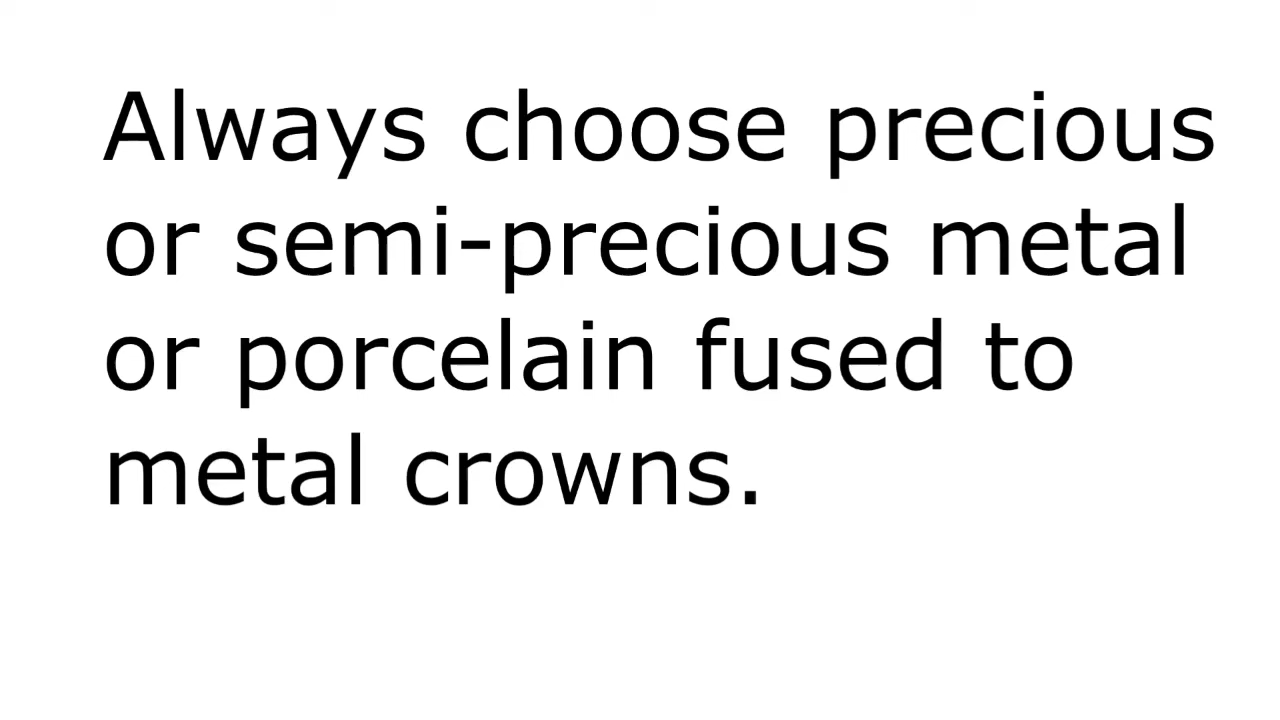 Always choose precious
or semi-precious metal
or porcelain fused to
metal crowns.